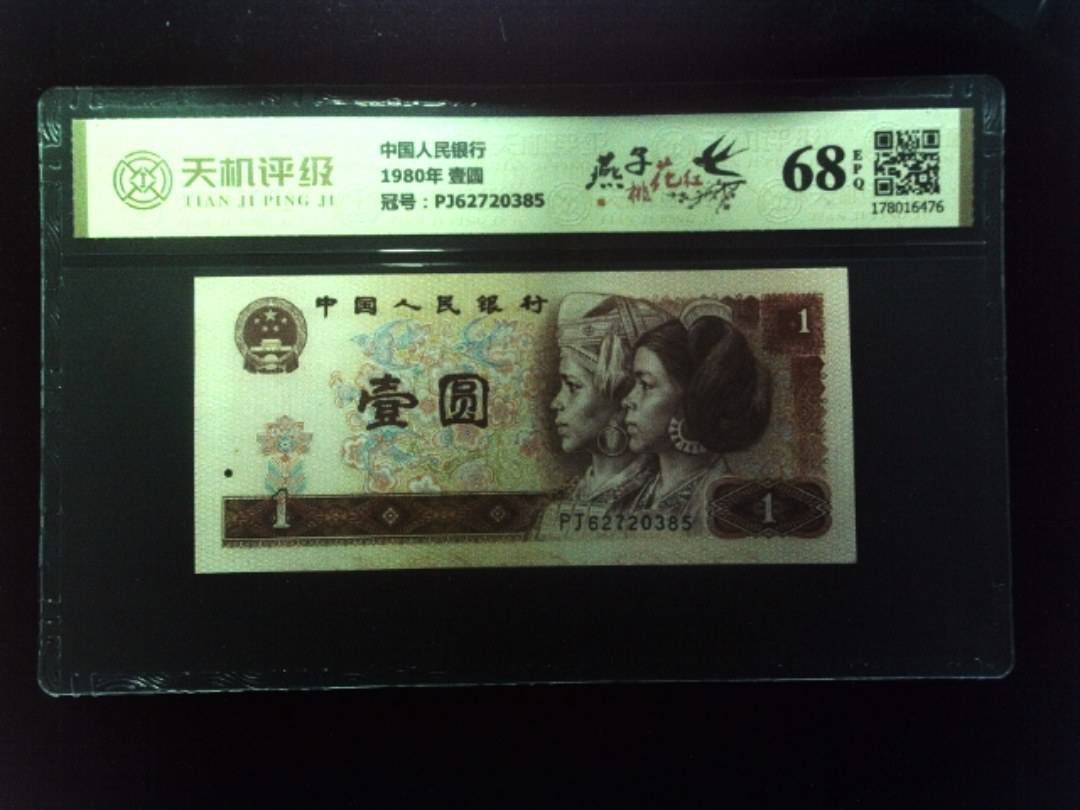 天机评级
TIAN JI PING JI
中国人民银行
1980年 壹圆
冠号：PJ62720385
燕子桃花红
68 EPQ
178016476
中国人民银行
1
壹圆
1
PJ62720385
1